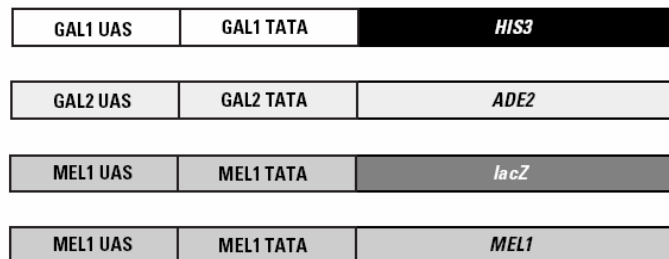 GAL1 UAS GAL1 TATA HIS3
GAL2 UAS GAL2 TATA ADE2
MEL1 UAS MEL1 TATA lacZ
MEL1 UAS MEL1 TATA MEL1